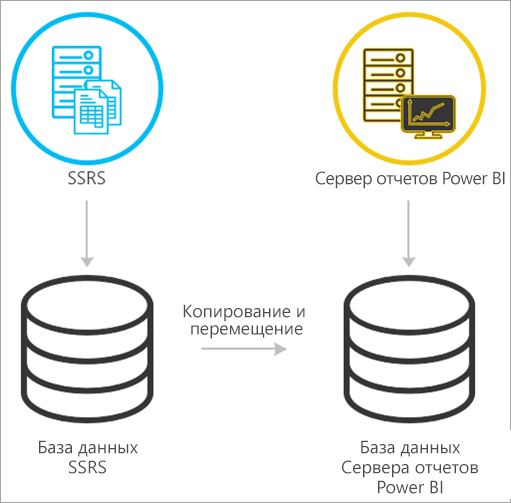 SSRS
Сервер отчетов Power BI
Копирование и
перемещение
База данных
SSRS
База данных
Сервера отчетов
Power BI